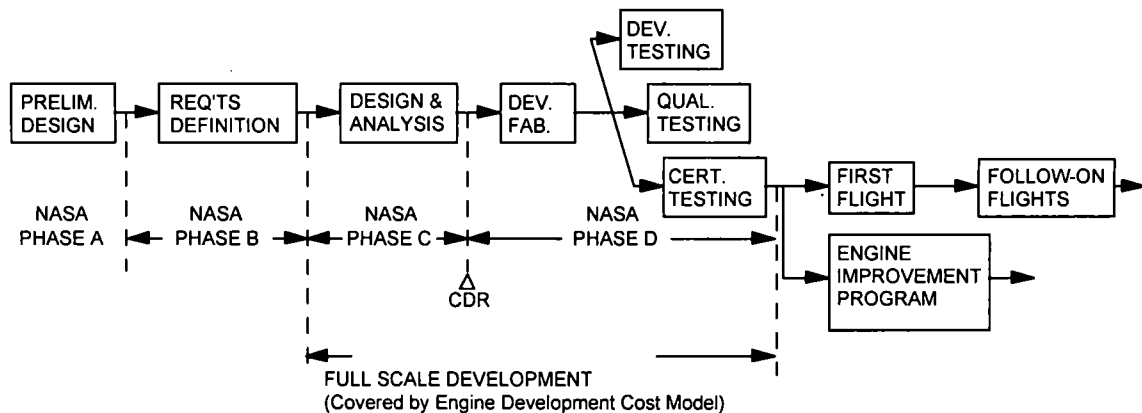 DEV.
TESTING
PRELIM.
DESIGN
REQ'TS
DEFINITION
DESIGN &
ANALYSIS
DEV.
FAB.
QUAL.
TESTING
CERT.
TESTING
FIRST
FLIGHT
FOLLOW-ON
FLIGHTS
NASA
PHASE A
NASA
PHASE B
NASA
PHASE C
NASA
PHASE D
ENGINE
IMPROVEMENT
PROGRAM
CDR
FULL SCALE DEVELOPMENT
(Covered by Engine Development Cost Model)